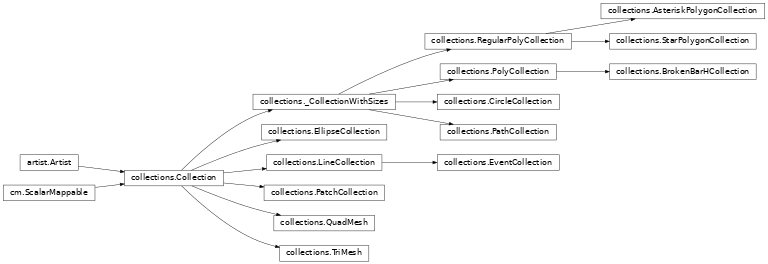 collections.AsteriskPolygonCollection
collections.RegularPolyCollection
collections.StarPolygonCollection
collections.PolyCollection
collections.BrokenBarHCollection
collections._CollectionWithSizes
collections.CircleCollection
collections.EllipseCollection
collections.PathCollection
artist.Artist
collections.LineCollection
collections.EventCollection
collections.Collection
cm.ScalarMappable
collections.PatchCollection
collections.QuadMesh
collections.TriMesh